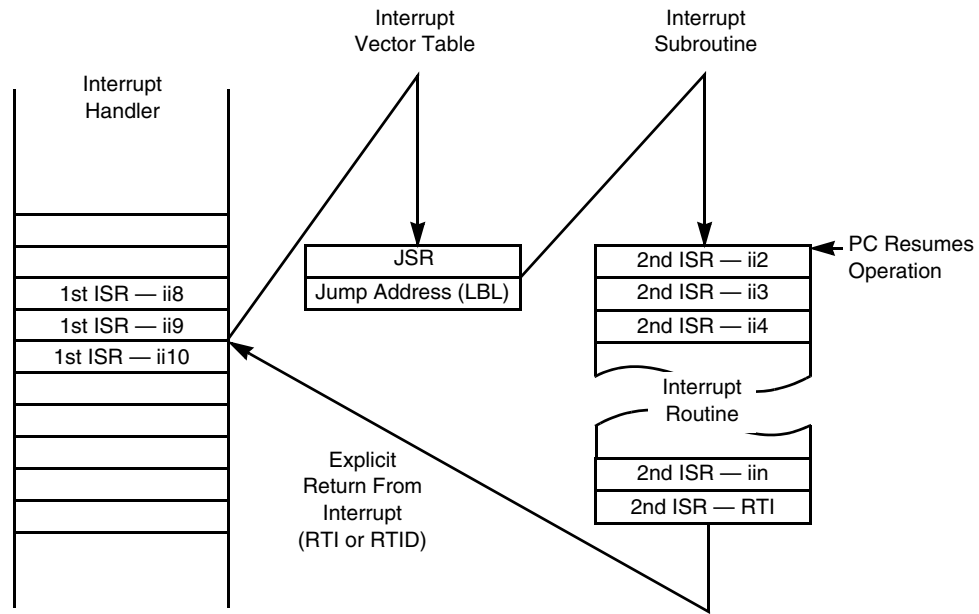 Interrupt
Handler
1st ISR — ii8
1st ISR — ii9
1st ISR — ii10
Interrupt
Vector Table
JSR
Jump Address (LBL)
Interrupt
Subroutine
2nd ISR — ii2
2nd ISR — ii3
2nd ISR — ii4
Interrupt
Routine
2nd ISR — iin
2nd ISR — RTI
PC Resumes
Operation
Explicit
Return From
Interrupt
(RTI or RTID)